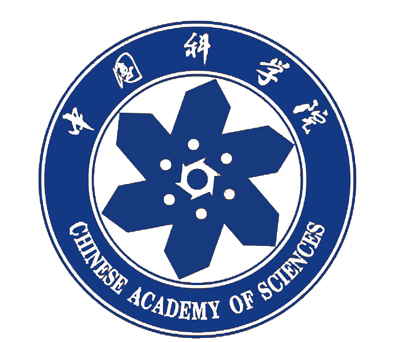 中国科学院
CHINESE ACADEMY OF SCIENCES